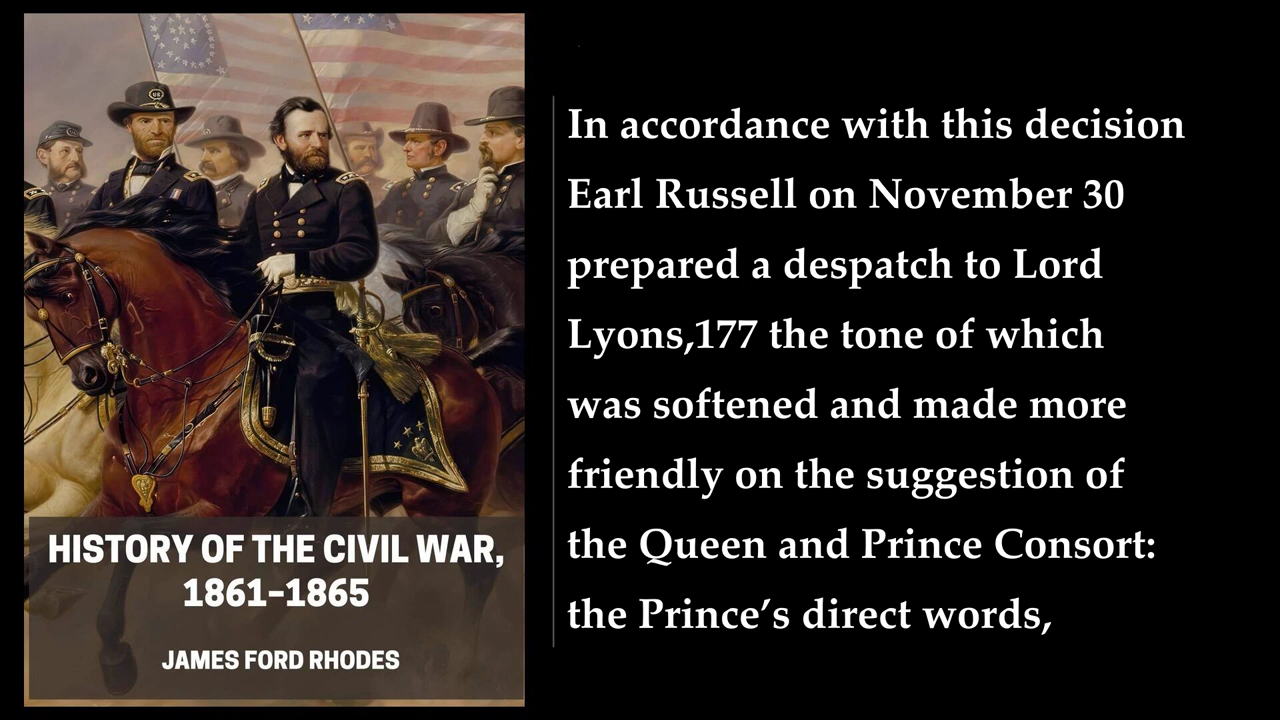 HISTORY OF THE CIVIL WAR,
1861–1865
JAMES FORD RHODES
In accordance with this decision
Earl Russell on November 30
prepared a despatch to Lord
Lyons,177 the tone of which
was softened and made more
friendly on the suggestion of
the Queen and Prince Consort:
the Prince’s direct words,